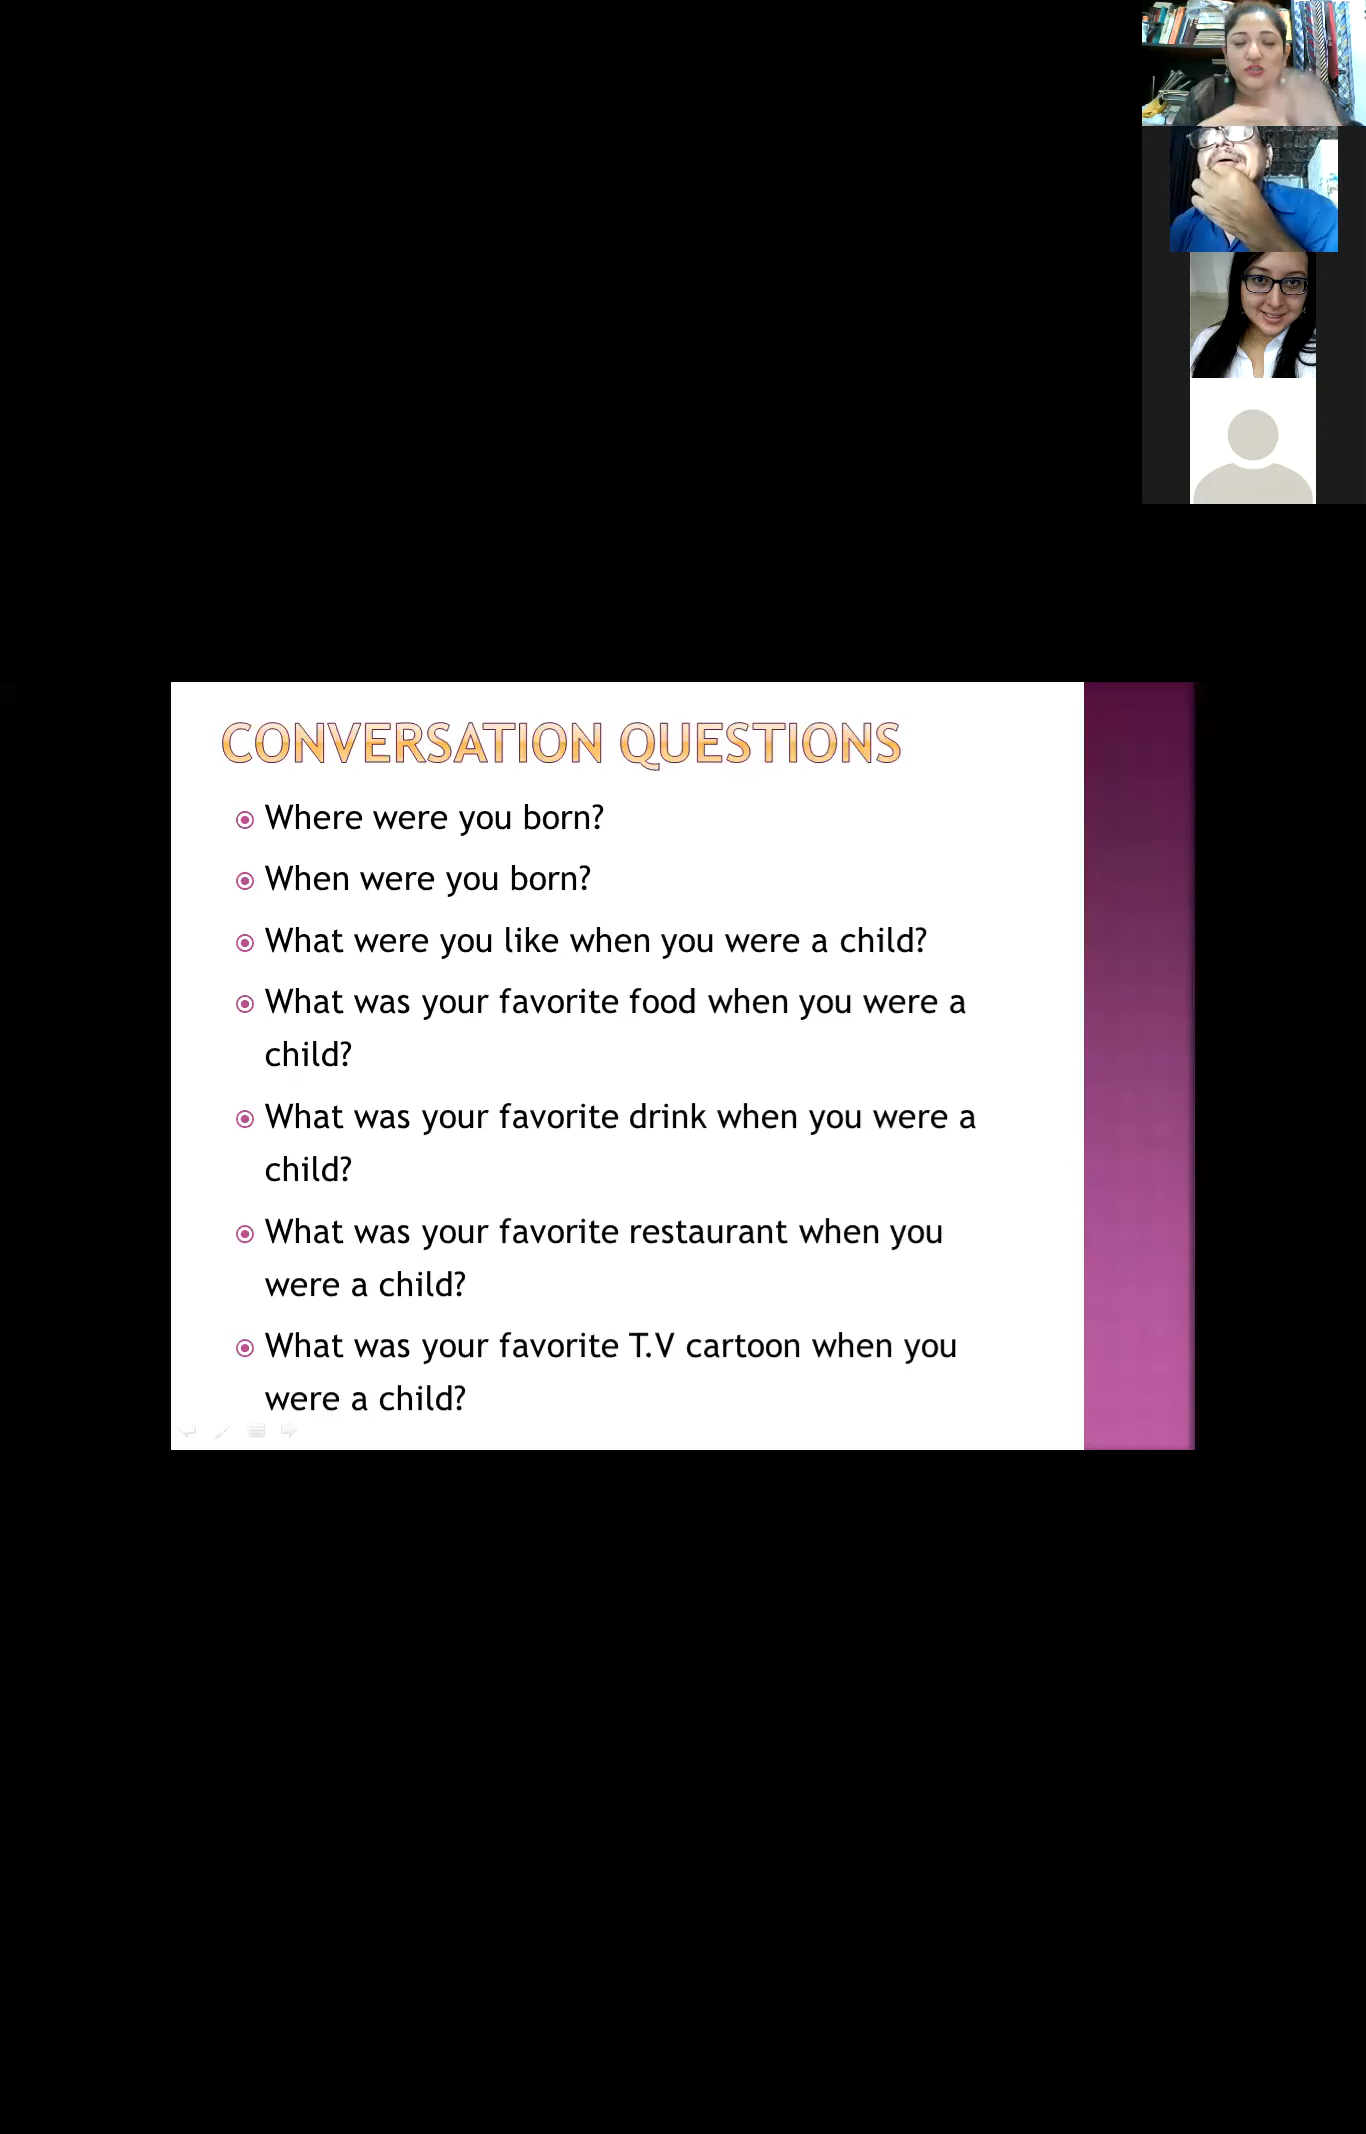 CONVERSATION QUESTIONS
Where were you born?
When were you born?
What were you like when you were a child?
What was your favorite food when you were a
child?
What was your favorite drink when you were a
child?
What was your favorite restaurant when you
were a child?
What was your favorite T.V cartoon when you
were a child?